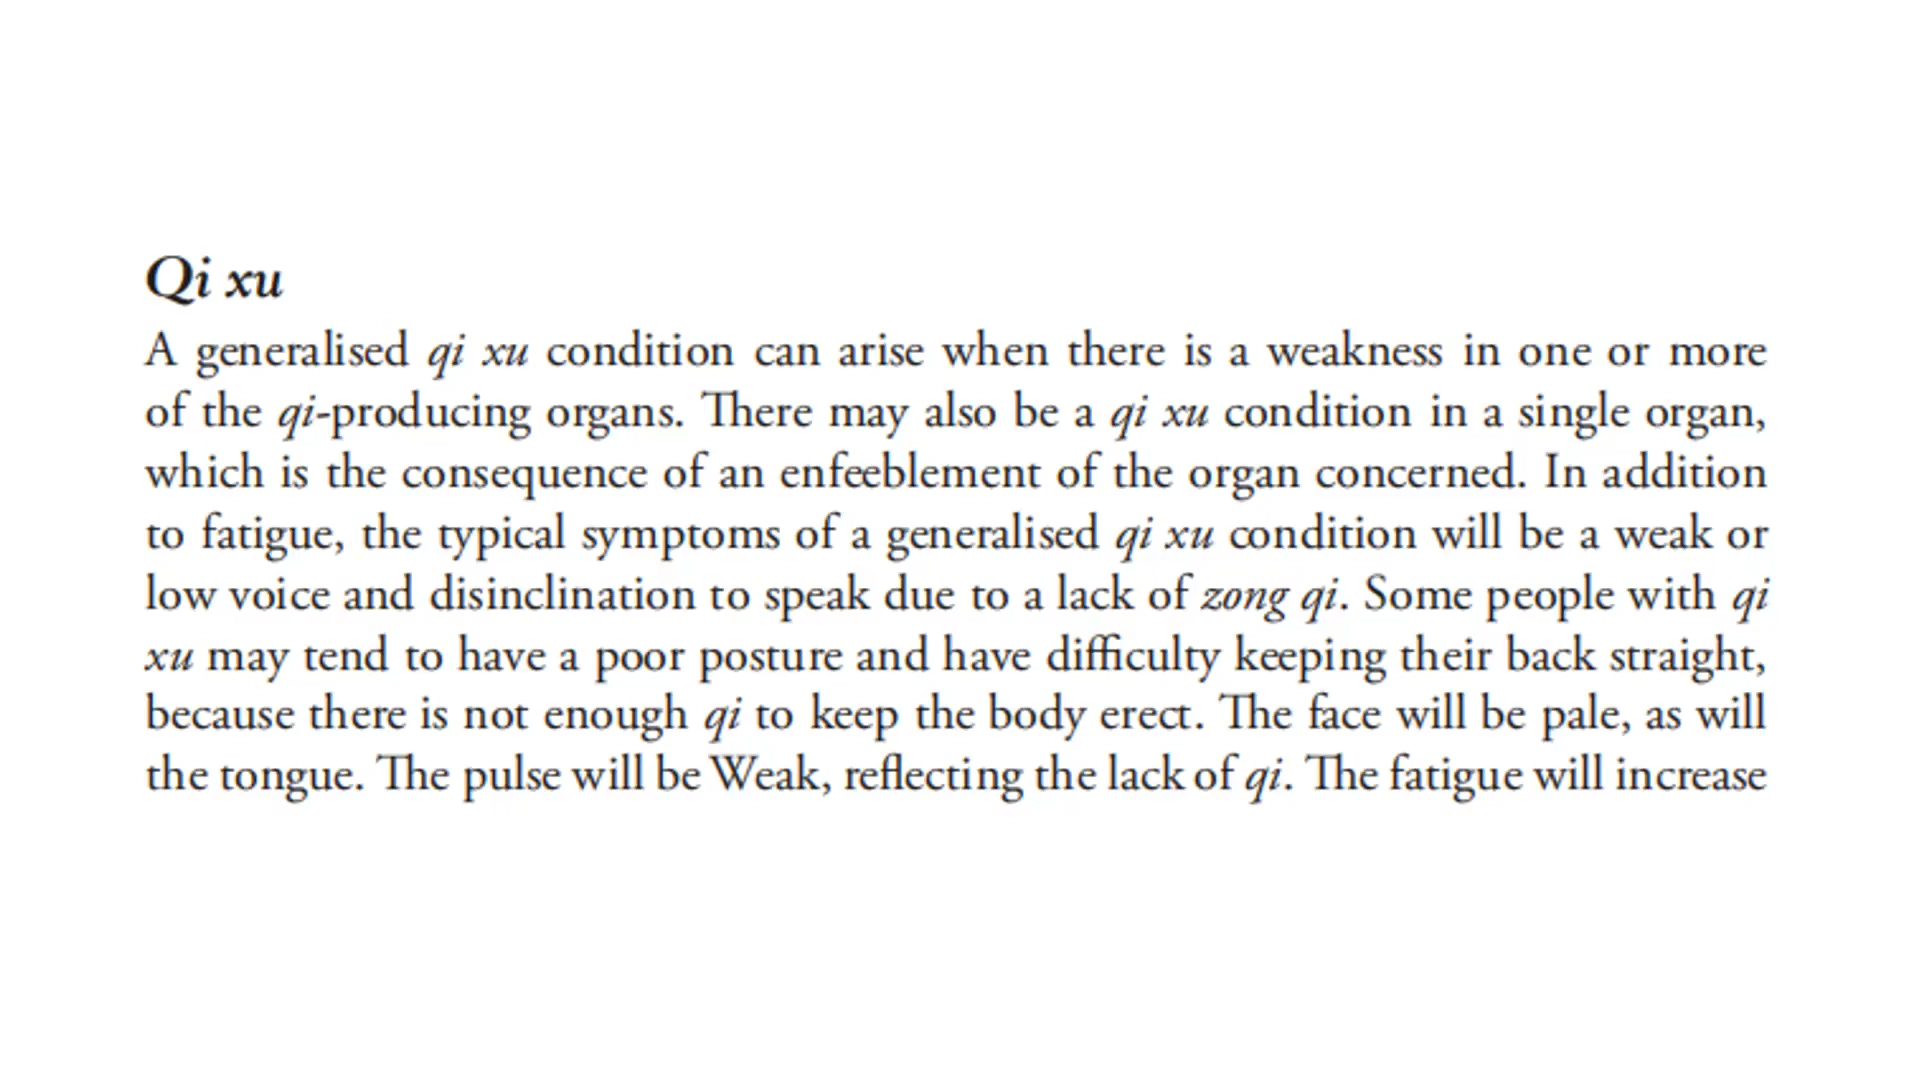 Qi xu
A generalised qi xu condition can arise when there is a weakness in one or more
of the qi-producing organs. There may also be a qi xu condition in a single organ,
which is the consequence of an enfeeblement of the organ concerned. In addition
to fatigue, the typical symptoms of a generalised qi xu condition will be a weak or
low voice and disinclination to speak due to a lack of zong qi. Some people with qi
xu may tend to have a poor posture and have difficulty keeping their back straight,
because there is not enough qi to keep the body erect. The face will be pale, as will
the tongue. The pulse will be Weak, reflecting the lack of qi. The fatigue will increase